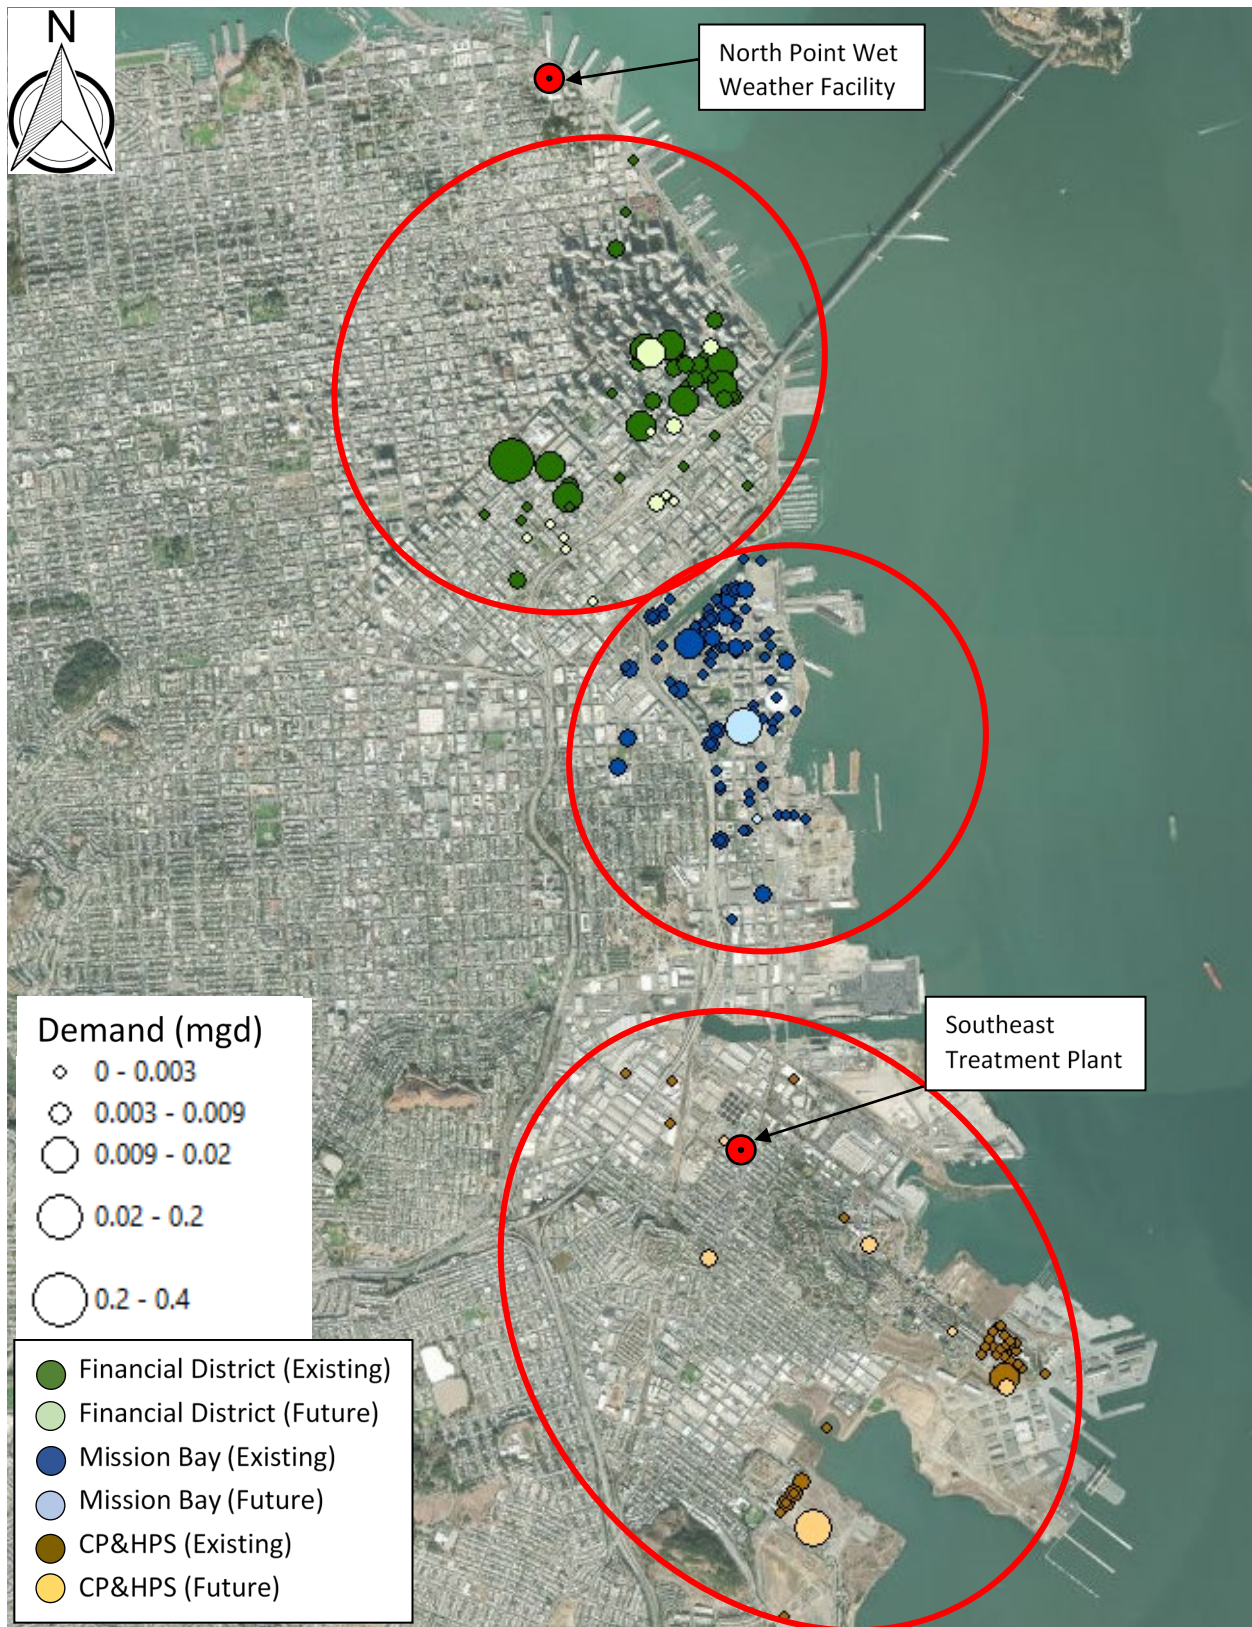 N
North Point Wet
Weather Facility
Southeast
Treatment Plant
Demand (mgd)
0 - 0.003
0.003 - 0.009
0.009 - 0.02
0.02 - 0.2
0.2 - 0.4
Financial District (Existing)
Financial District (Future)
Mission Bay (Existing)
Mission Bay (Future)
CP&HPS (Existing)
CP&HPS (Future)